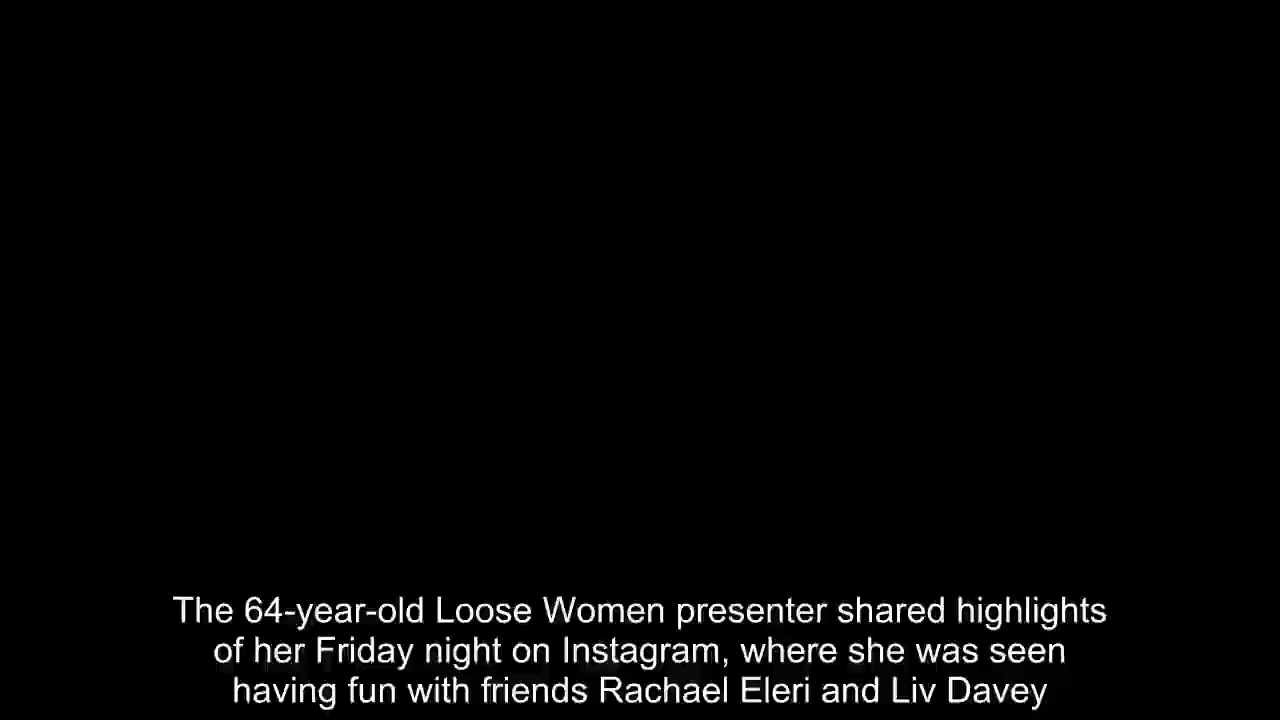 The 64-year-old Loose Women presenter shared highlights
of her Friday night on Instagram, where she was seen
having fun with friends Rachael Eleri and Liv Davey